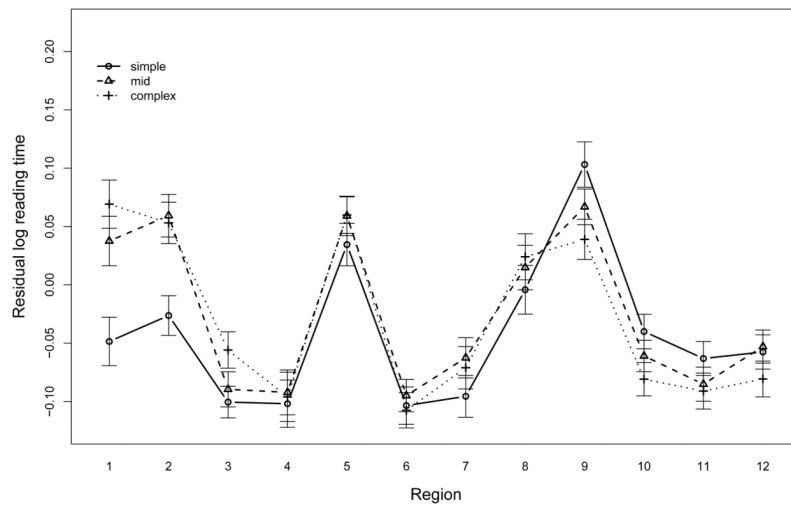 0.20
0.15
0.10
0.05
0.00
−0.05
−0.10
Residual log reading time
simple
mid
complex
1 2 3 4 5 6 7 8 9 10 11 12
Region